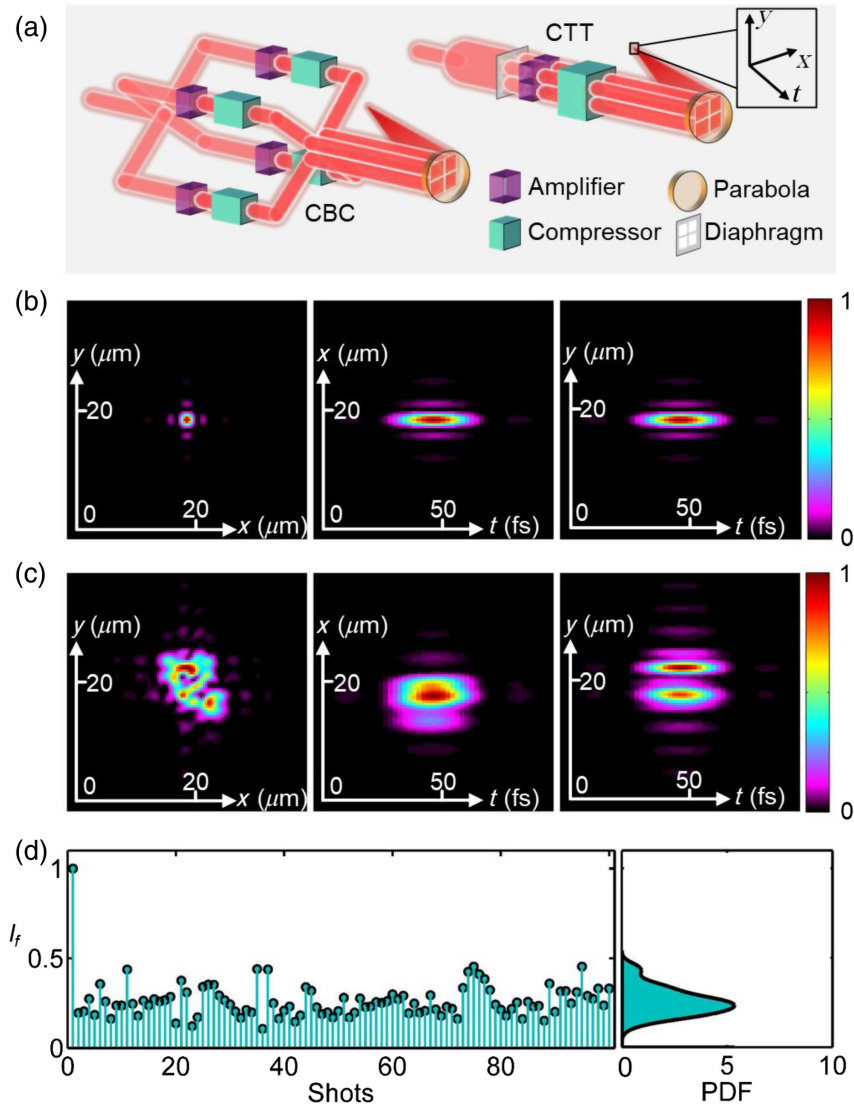 (a)
CTT
y
x
t
CBC
Amplifier
Parabola
Compressor
Diaphragm
(b)
y (μm)
20
0
20
x (μm)
x (μm)
20
0
50
t (fs)
y (μm)
20
0
50
t (fs)
1
0
(c)
y (μm)
20
0
20
x (μm)
x (μm)
20
0
50
t (fs)
y (μm)
20
0
50
t (fs)
1
0
(d)
1
I_f
0.5
0
0 20 40 60 80
Shots
0 5 10
PDF